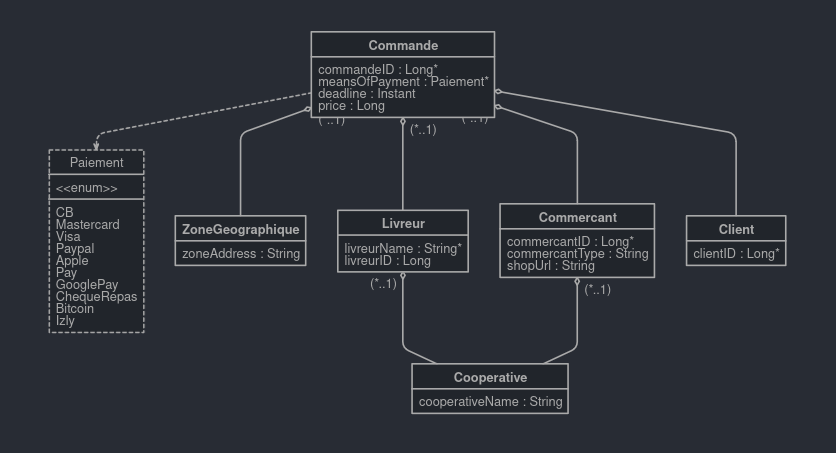 Commande
commandeID : Long*
meansOfPayment : Paiement*
deadline : Instant
price : Long
(*..1)
Paiement
<<enum>>
CB
Mastercard
Visa
Paypal
Apple
Pay
GooglePay
ChequeRepas
Bitcoin
Izly
ZoneGeographique
zoneAddress : String
Livreur
livreurName : String*
livreurID : Long
(*..1)
Commercant
commercantID : Long*
commercantType : String
shopUrl : String
(*..1)
Client
clientID : Long*
Cooperative
cooperativeName : String